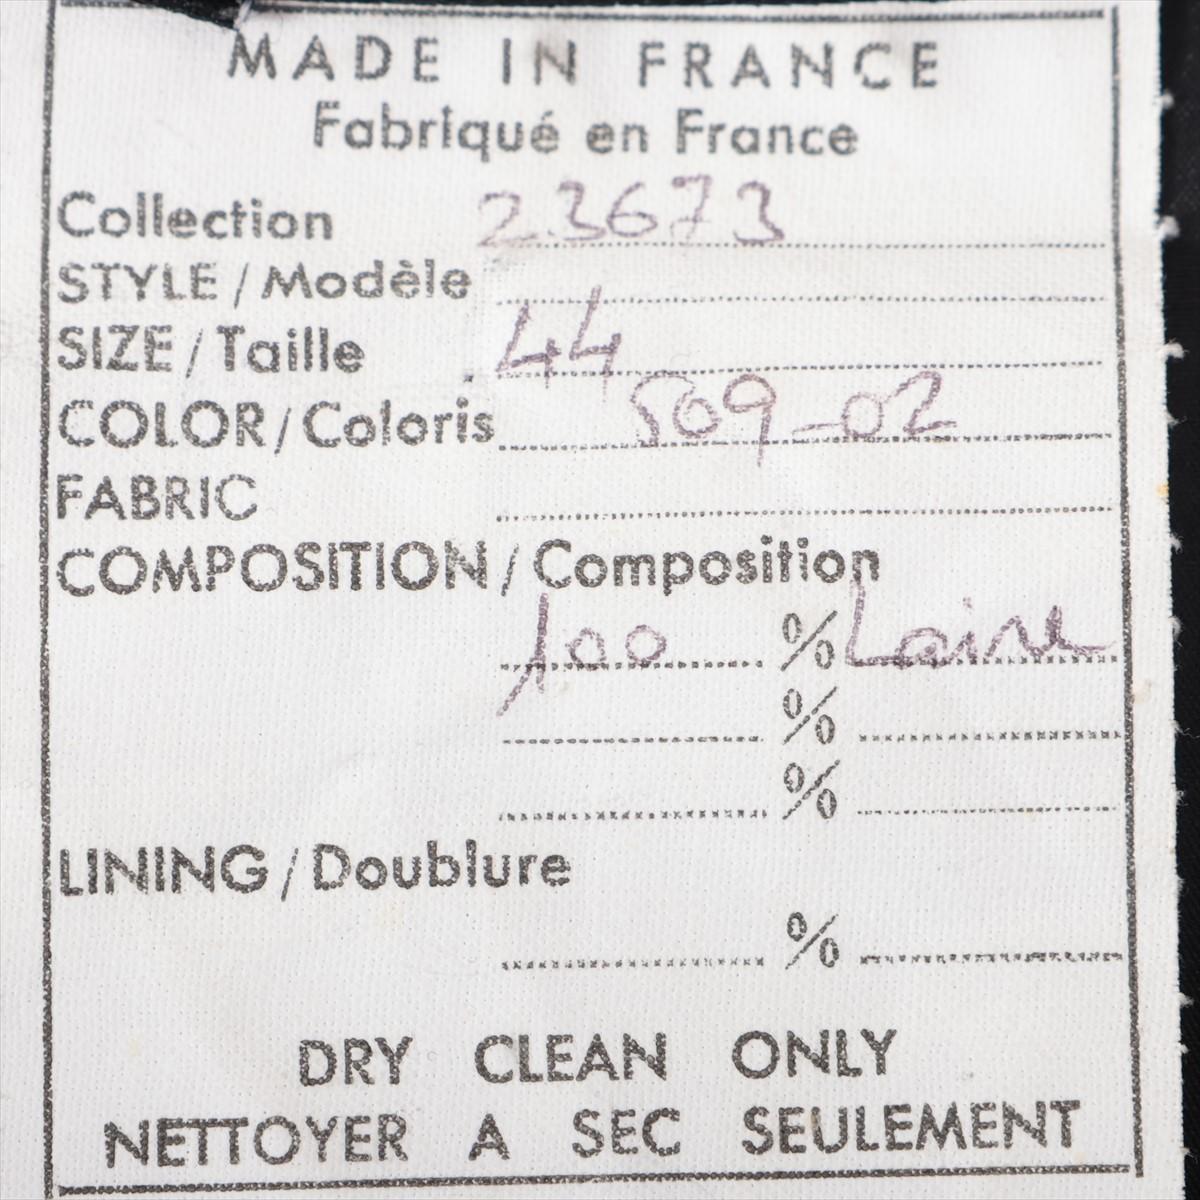 MADE IN FRANCE
Fabriqué en France
Collection 23673
STYLE / Modèle
SIZE / Taille 44
COLOR / Coloris 509-02
FABRIC
COMPOSITION / Composition
100 % Laine
%
%
LINING / Doublure
%
DRY CLEAN ONLY
NETTOYER A SEC SEULEMENT